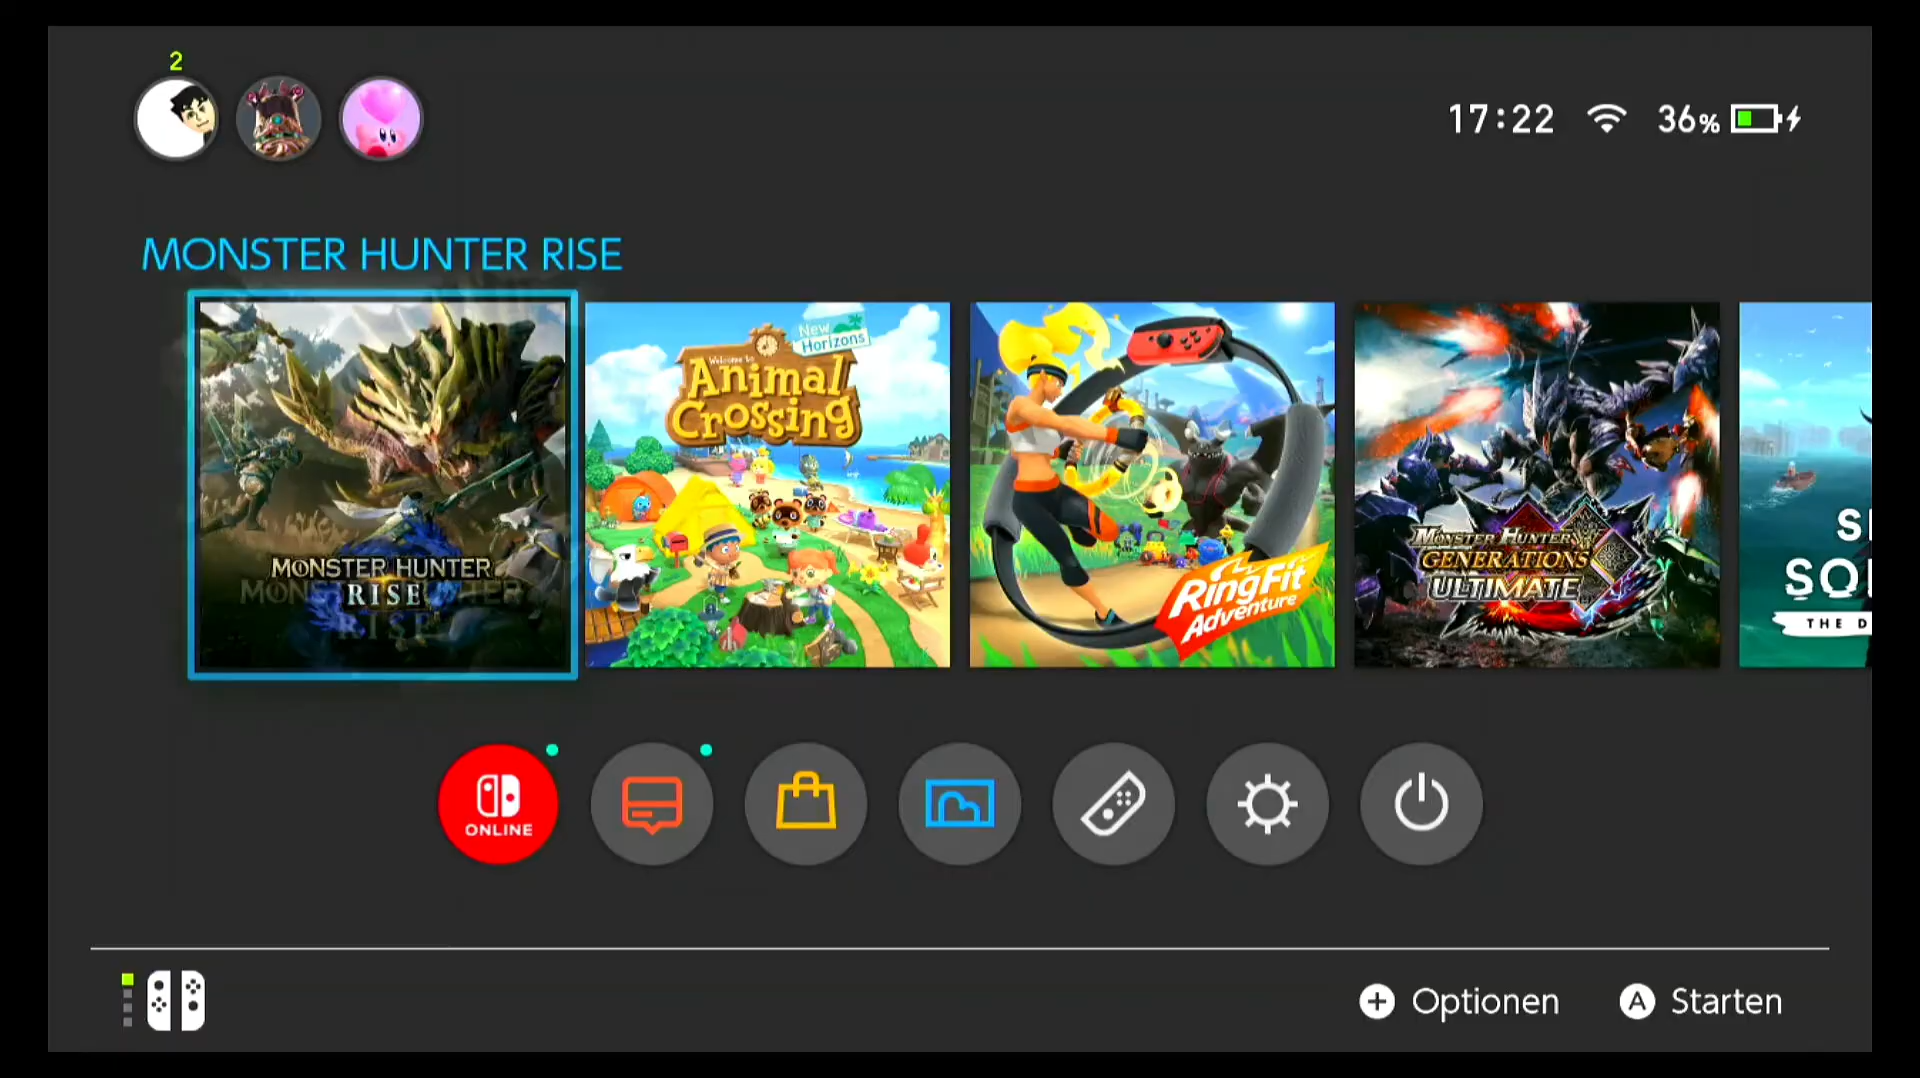 2
17:22
36%
MONSTER HUNTER RISE
MONSTER HUNTER
RISE
Welcome to
Animal
Crossing
New
Horizons
RingFit
Adventure
MONSTER HUNTER
GENERATIONS
ULTIMATE
THE D
ONLINE
+ Optionen
A Starten